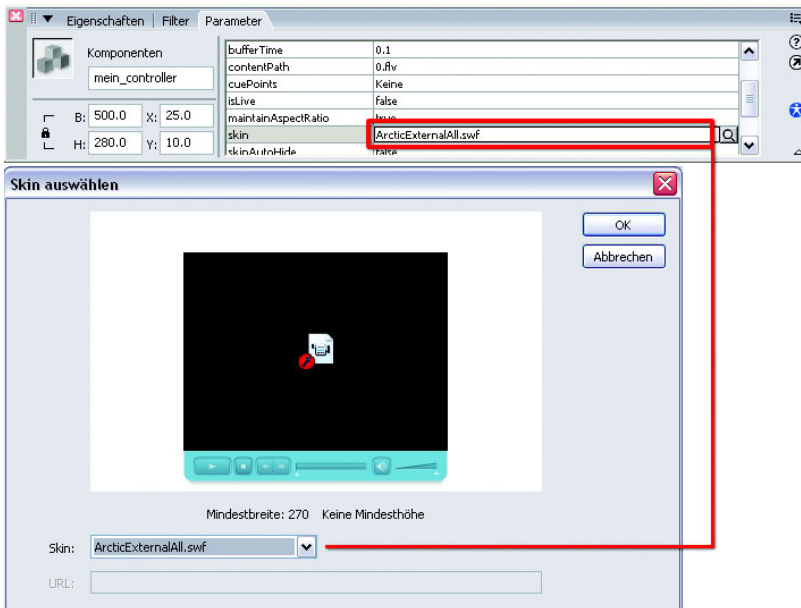 Eigenschaften | Filter | Parameter
Komponenten
mein_controller
B: 500.0 X: 25.0
H: 280.0 Y: 10.0
bufferTime 0.1
contentPath 0.flv
cuePoints Keine
isLive false
maintainAspectRatio true
skin ArcticExternalAll.swf
skinAutoHide false
Skin auswählen
OK
Abbrechen
Mindestbreite: 270 Keine Mindesthöhe
Skin: ArcticExternalAll.swf
URL: